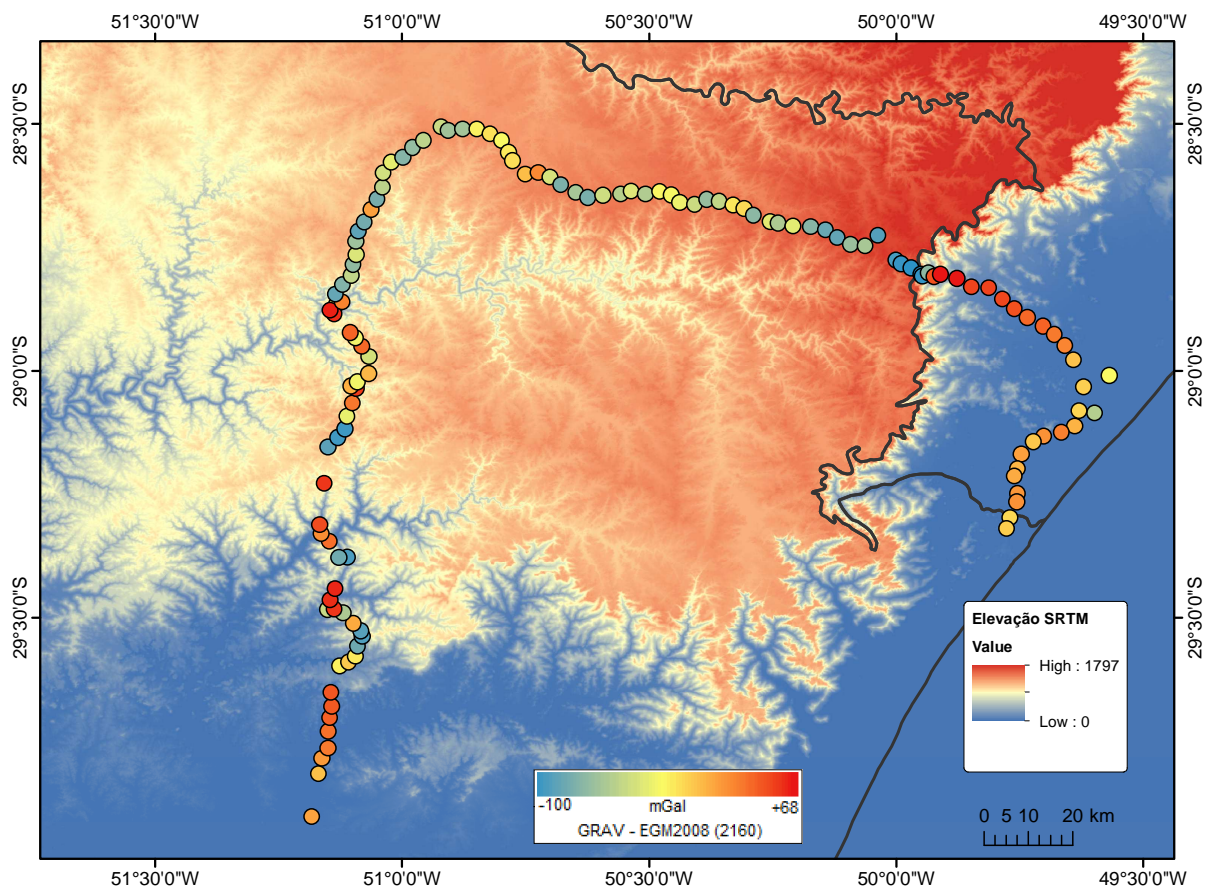 51°30'0"W 51°0'0"W 50°30'0"W 50°0'0"W 49°30'0"W
28°30'0"S 28°30'0"S
29°0'0"S 29°0'0"S
29°30'0"S 29°30'0"S
Elevação SRTM
Value
High : 1797
Low : 0
-100 mGal +68
GRAV - EGM2008 (2160)
0 5 10 20 km
51°30'0"W 51°0'0"W 50°30'0"W 50°0'0"W 49°30'0"W